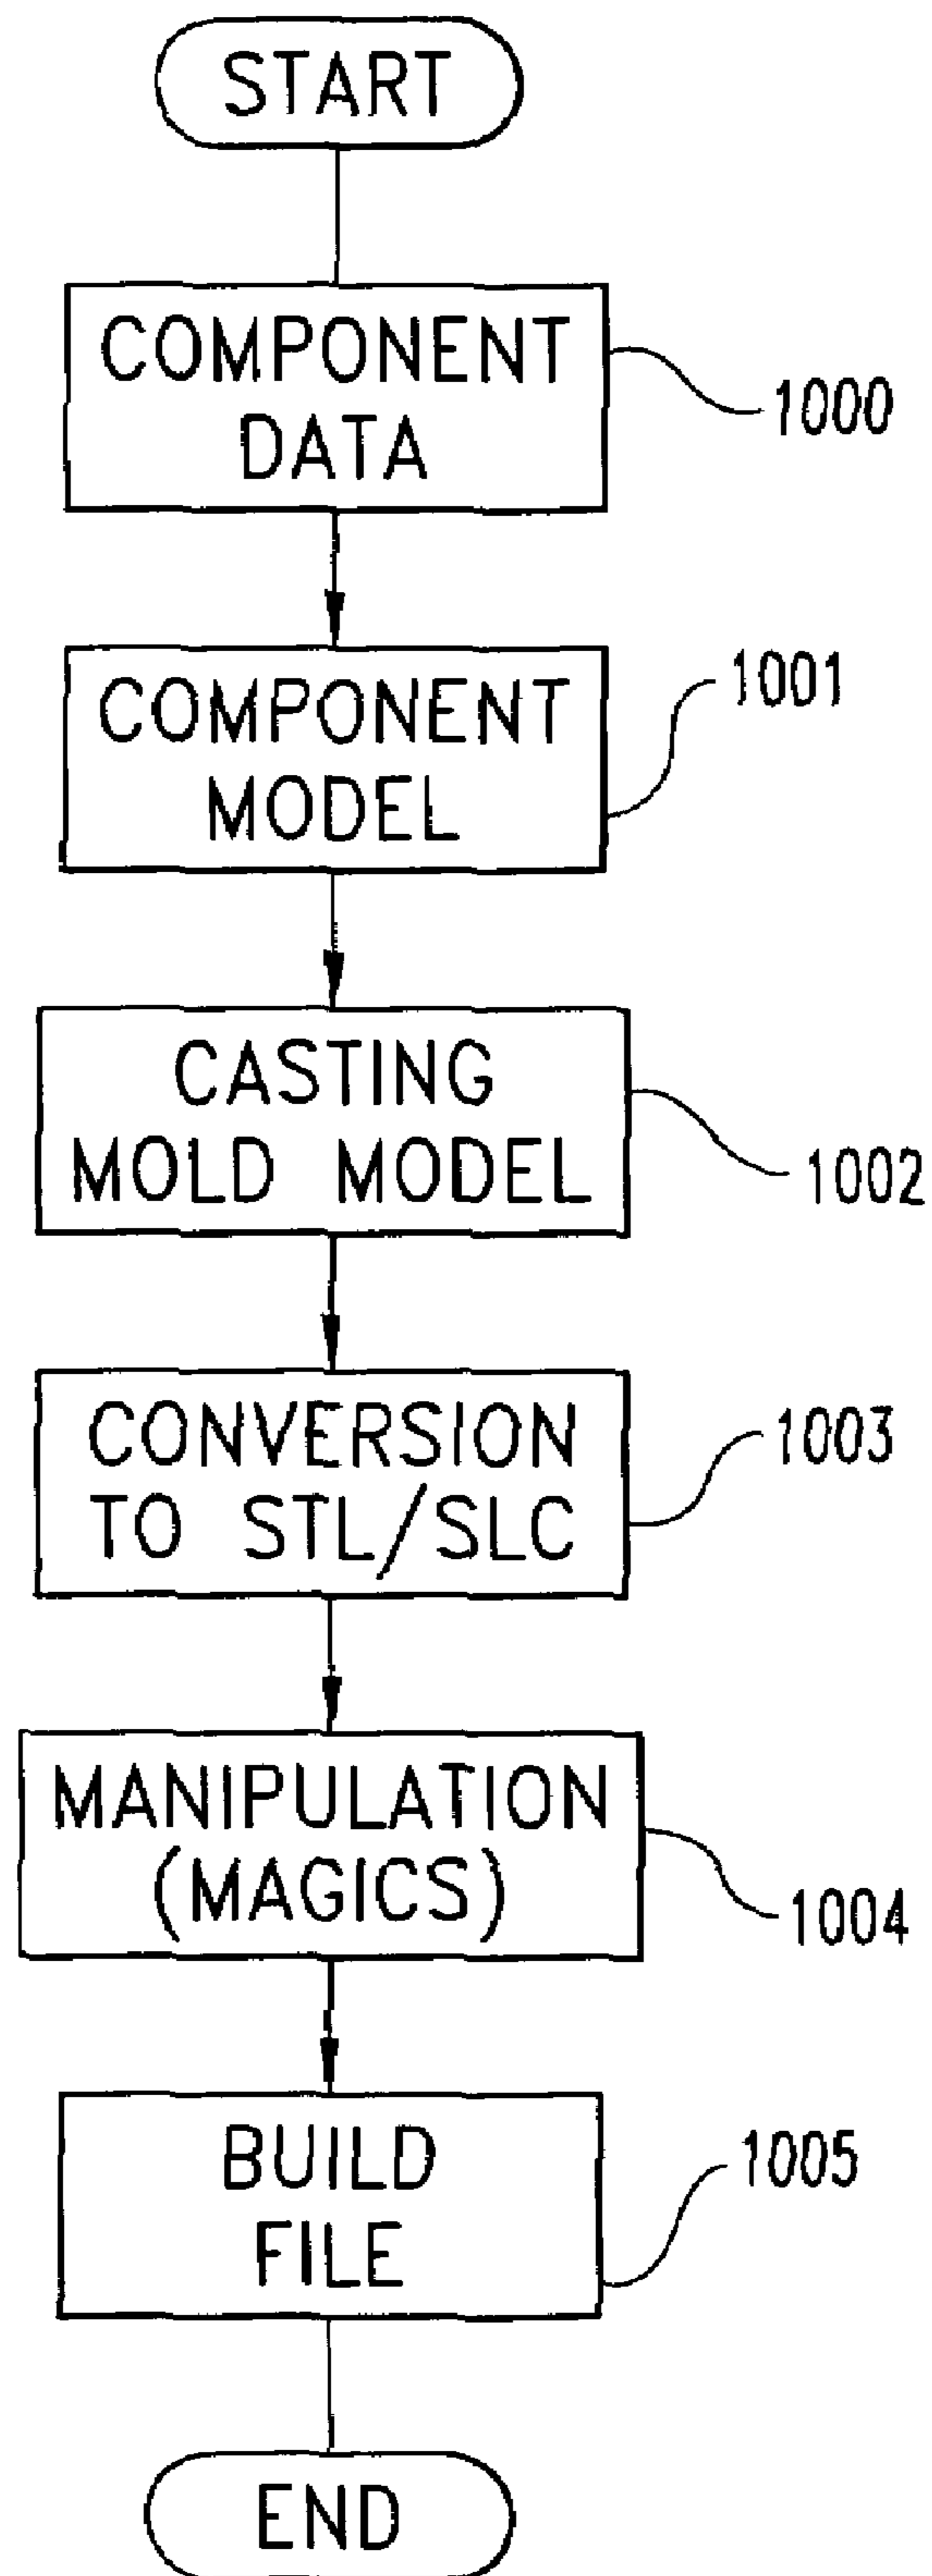 START
COMPONENT
DATA
1000
COMPONENT
MODEL
1001
CASTING
MOLD MODEL
1002
CONVERSION
TO STL/SLC
1003
MANIPULATION
(MAGICS)
1004
BUILD
FILE
1005
END